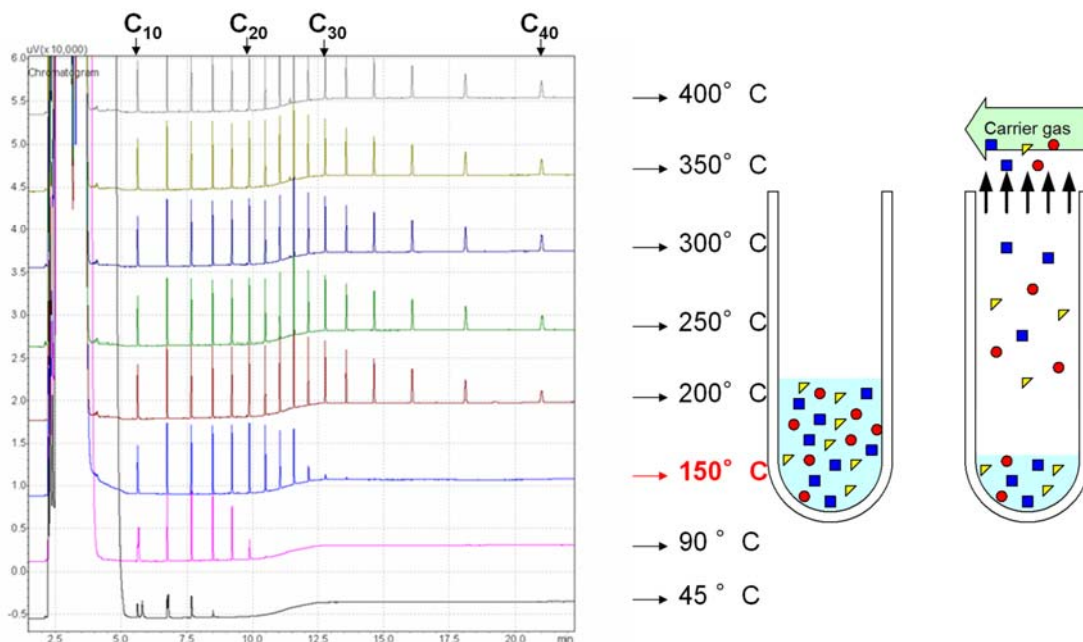 C10 C20 C30 C40
uV(x10,000)
Chromatogram
6.0
5.5
5.0
4.5
4.0
3.5
3.0
2.5
2.0
1.5
1.0
0.5
0.0
-0.5
2.5 5.0 7.5 10.0 12.5 15.0 17.5 20.0 min
400° C
350° C
300° C
250° C
200° C
150° C
90 ° C
45 ° C
Carrier gas